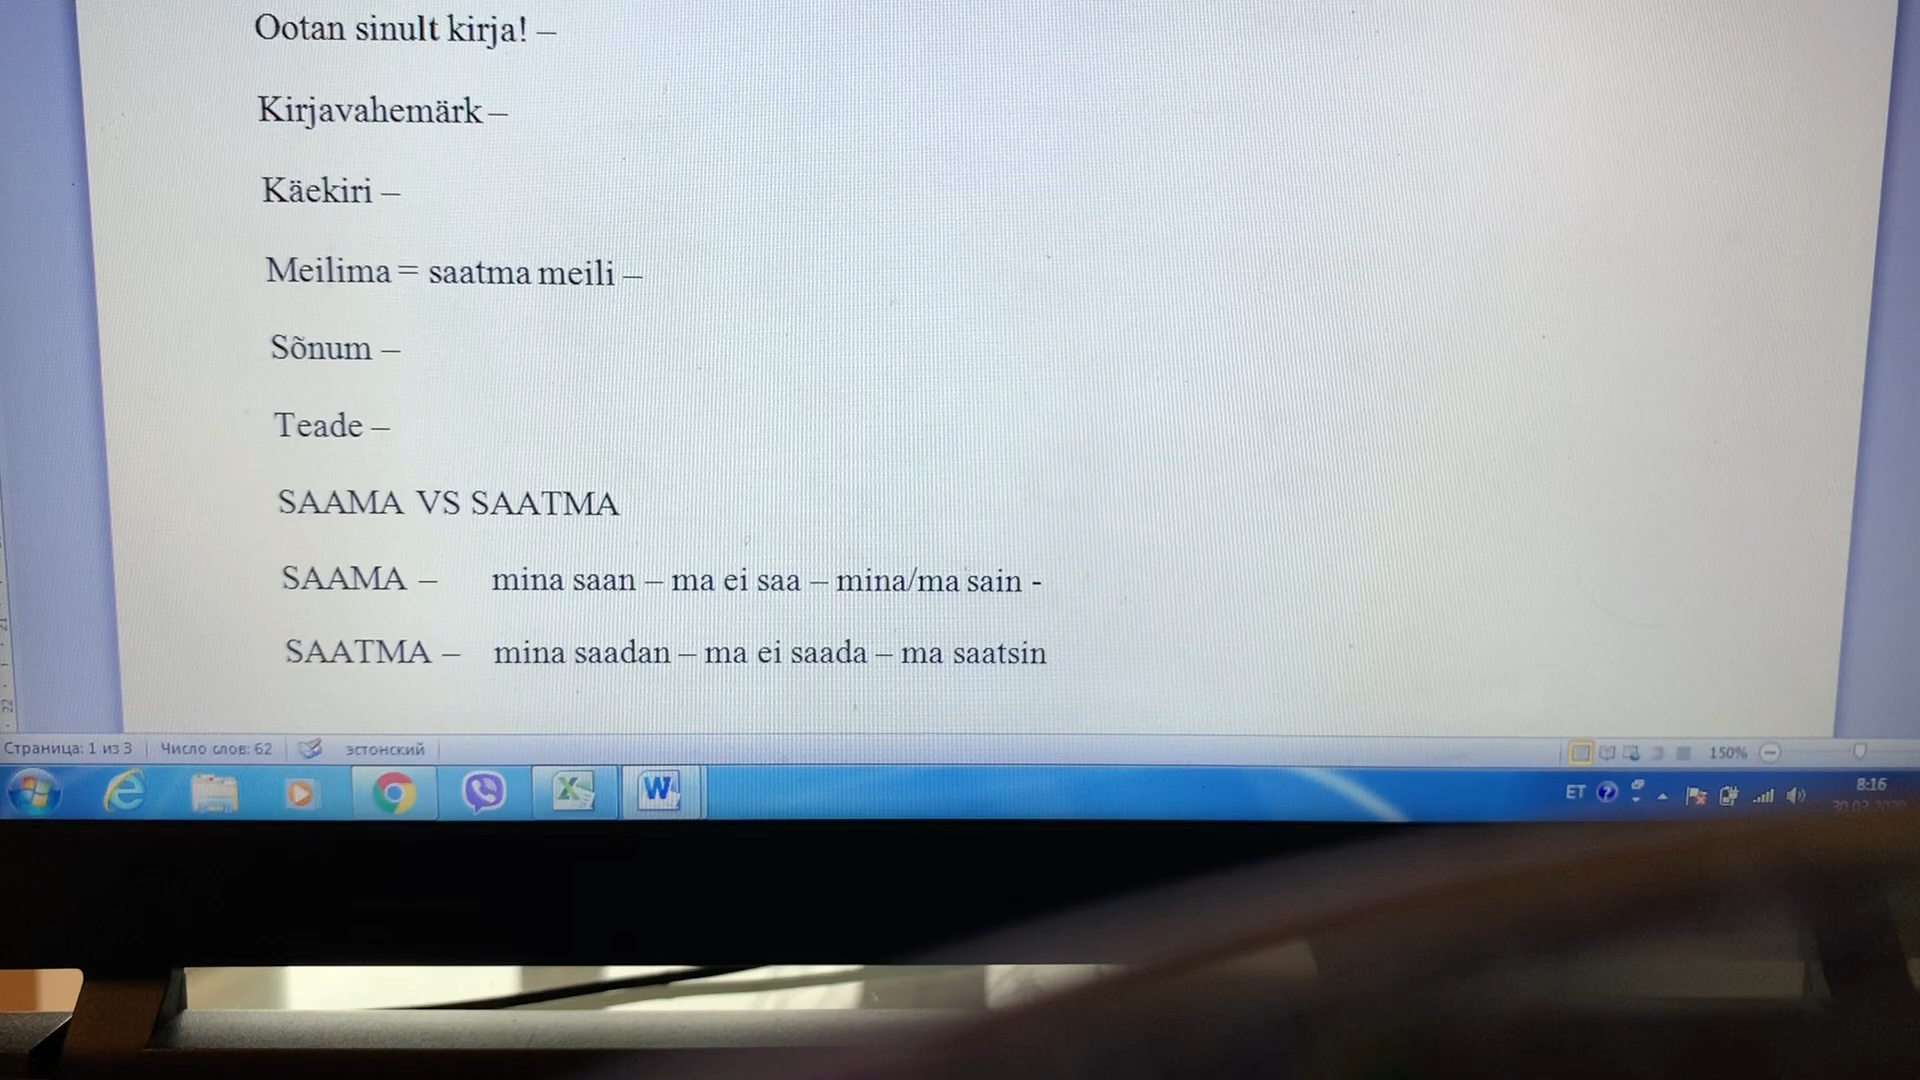 Ootan sinult kirja! –
Kirjavahemärk –
Käekiri –
Meilima = saatma meili –
Sõnum –
Teade –
SAAMA VS SAATMA
SAAMA – mina saan – ma ei saa – mina/ma sain -
SAATMA – mina saadan – ma ei saada – ma saatsin
22
Страница: 1 из 3 Число слов: 62 эстонский 150%
ET 8:16